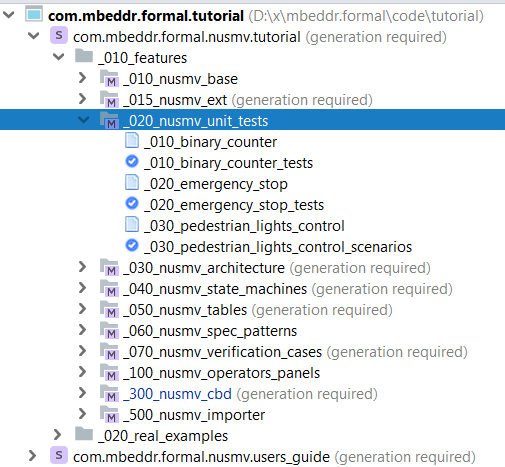 com.mbeddr.formal.tutorial (D:\x\mbeddr.formal\code\tutorial)
S com.mbeddr.formal.nusmv.tutorial (generation required)
_010_features
M _010_nusmv_base
M _015_nusmv_ext (generation required)
M _020_nusmv_unit_tests
_010_binary_counter
_010_binary_counter_tests
_020_emergency_stop
_020_emergency_stop_tests
_030_pedestrian_lights_control
_030_pedestrian_lights_control_scenarios
M _030_nusmv_architecture (generation required)
M _040_nusmv_state_machines (generation required)
M _050_nusmv_tables (generation required)
M _060_nusmv_spec_patterns
M _070_nusmv_verification_cases (generation required)
M _100_nusmv_operators_panels
M _300_nusmv_cbd (generation required)
M _500_nusmv_importer
_020_real_examples
S com.mbeddr.formal.nusmv.users_guide (generation required)